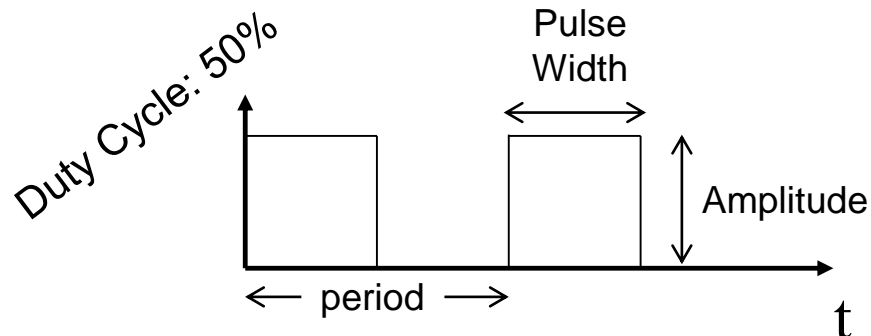 Duty Cycle: 50%
Pulse
Width
Amplitude
period
t